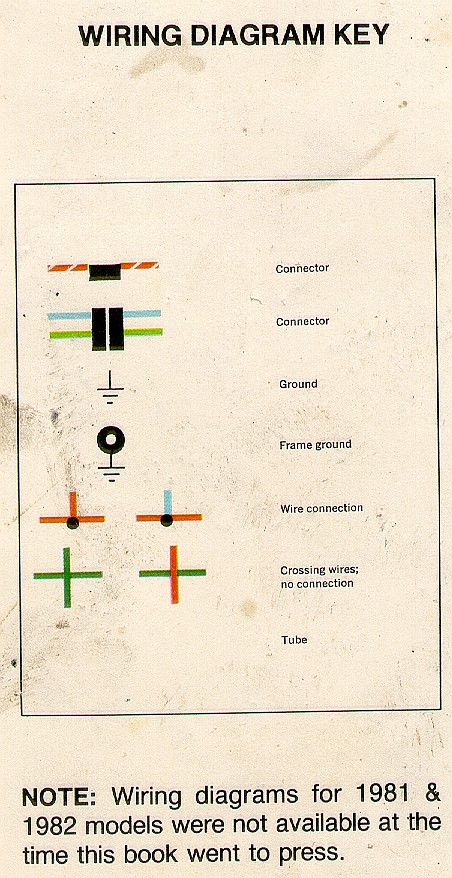 WIRING DIAGRAM KEY
Connector
Connector
Ground
Frame ground
Wire connection
Crossing wires;
no connection
Tube
NOTE: Wiring diagrams for 1981 &
1982 models were not available at the
time this book went to press.